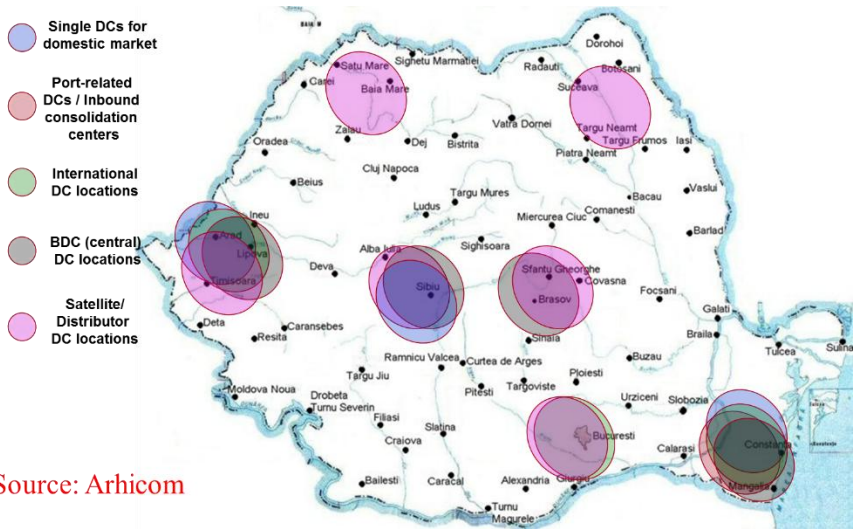 Single DCs for
domestic market
Port-related
DCs / Inbound
consolidation
centers
International
DC locations
BDC (central)
DC locations
Satellite/
Distributor
DC locations
Source: Arhicom
BAIA M
Dorohoi
Satu Mare
Sighetu Marmatiei
Radauti
Botosani
Carei
Baia Mare
Suceava
Vatra Dornei
Targu Neamt
Zalau
Dej
Bistrita
Targu Frumos
Iasi
Oradea
Piatra Neamt
Cluj Napoca
Beius
Targu Mures
Bacau
Vaslui
Ludus
Miercurea Ciuc
Comanesti
Ineu
Arad
Barlad
Lipova
Alba Iulia
Sighisoara
Deva
Sfantu Gheorghe
Covasna
Timisoara
Sibiu
Brasov
Focsani
Galati
Deta
Caransebes
Resita
Sinaia
Braila
Tulcea
Sulina
Ramnicu Valcea
Curtea de Arges
Buzau
Targu Jiu
Targoviste
Ploiesti
Pitesti
Moldova Noua
Drobeta
Turnu Severin
Urziceni
Slobozia
Filiasi
Slatina
Bucuresti
Constanta
Craiova
Calarasi
Bailesti
Caracal
Alexandria
Giurgiu
Mangalia
Turnu
Magurele